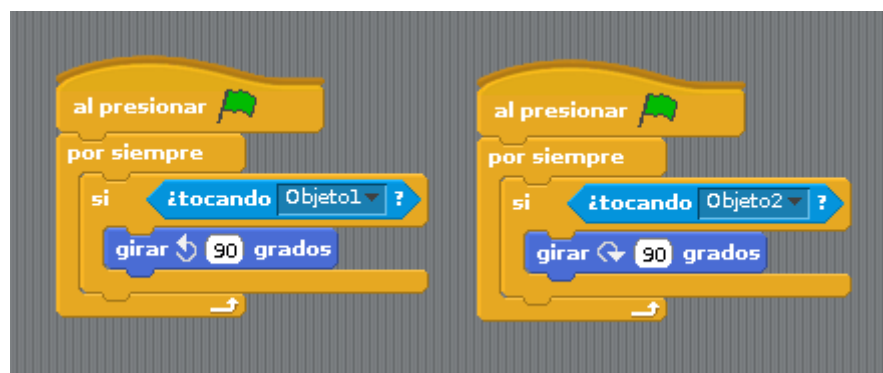 al presionar
por siempre
si ¿tocando Objeto1 ?
girar 90 grados
al presionar
por siempre
si ¿tocando Objeto2 ?
girar 90 grados